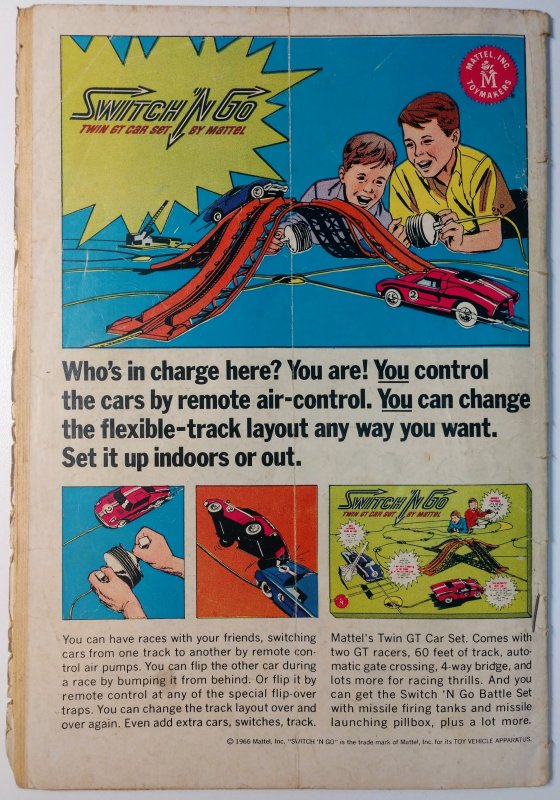 SWITCH 'N GO
TWIN GT CAR SET BY MATTEL
MATTEL, INC.
M
TOYMAKERS
2
Who's in charge here? You are! You control
the cars by remote air-control. You can change
the flexible-track layout any way you want.
Set it up indoors or out.
SWITCH 'N GO
TWIN GT CAR SET BY MATTEL
You can have races with your friends, switching
cars from one track to another by remote con-
trol air pumps. You can flip the other car during
a race by bumping it from behind. Or flip it by
remote control at any of the special flip-over
traps. You can change the track layout over and
over again. Even add extra cars, switches, track.
Mattel's Twin GT Car Set. Comes with
two GT racers, 60 feet of track, auto-
matic gate crossing, 4-way bridge, and
lots more for racing thrills. And you
can get the Switch 'N Go Battle Set
with missile firing tanks and missile
launching pillbox, plus a lot more.
© 1966 Mattel, Inc. "SWITCH 'N GO" is the trade mark of Mattel, Inc. for its TOY VEHICLE APPARATUS.